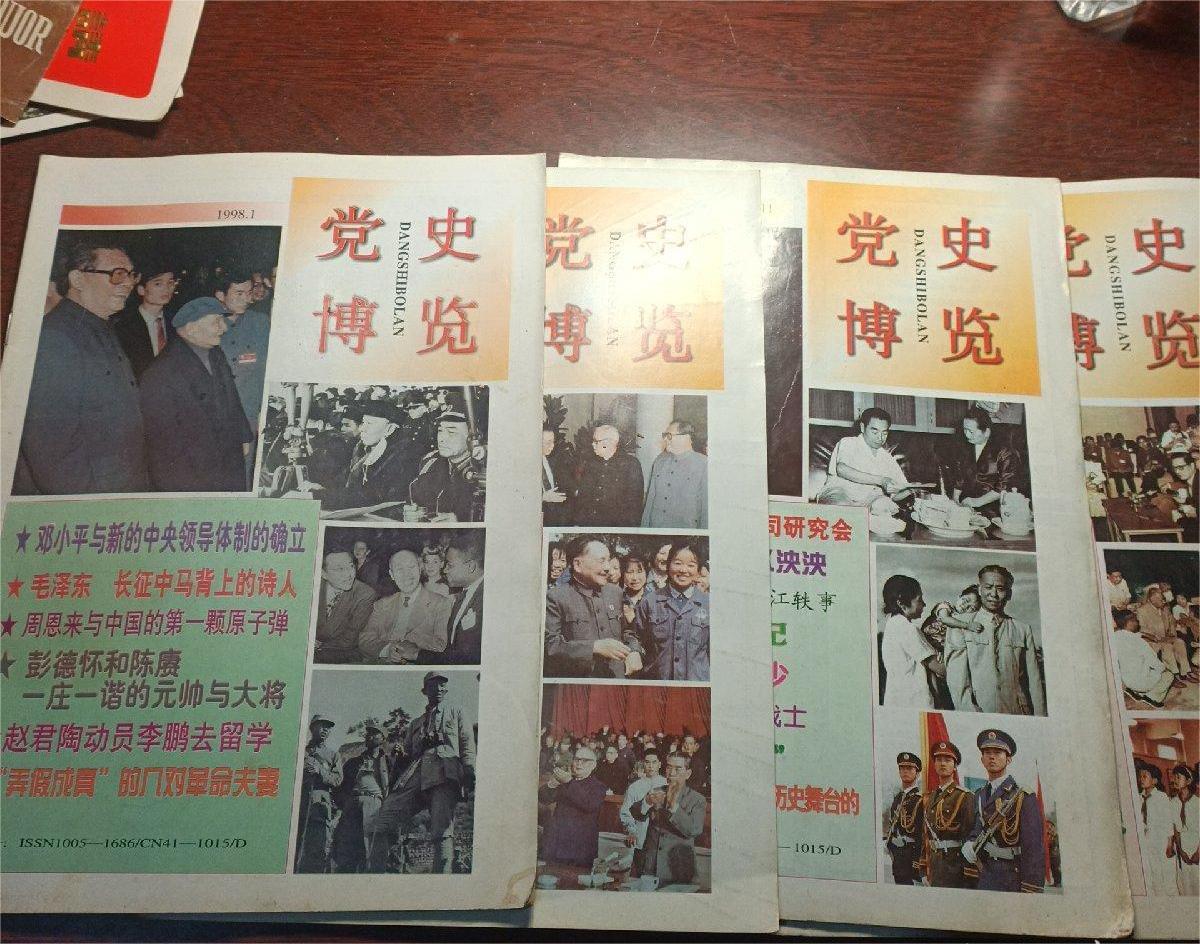 UOR
1998.1
党史
博览
DANGSHIBOLAN
★邓小平与新的中央领导体制的确立
★毛泽东 长征中马背上的诗人
★周恩来与中国的第一颗原子弹
★彭德怀和陈赓
一庄一谐的元帅与大将
赵君陶动员李鹏去留学
“弄假成真”的几对革命夫妻
: ISSN1005—1686/CN41—1015/D
党史
博览
党史
博览
DANGSHIBOLAN
司研究会
泱泱
江轶事
记
少
战士
”
历史舞台的
—1015/D
党史
博览
DANGSHIBOLAN